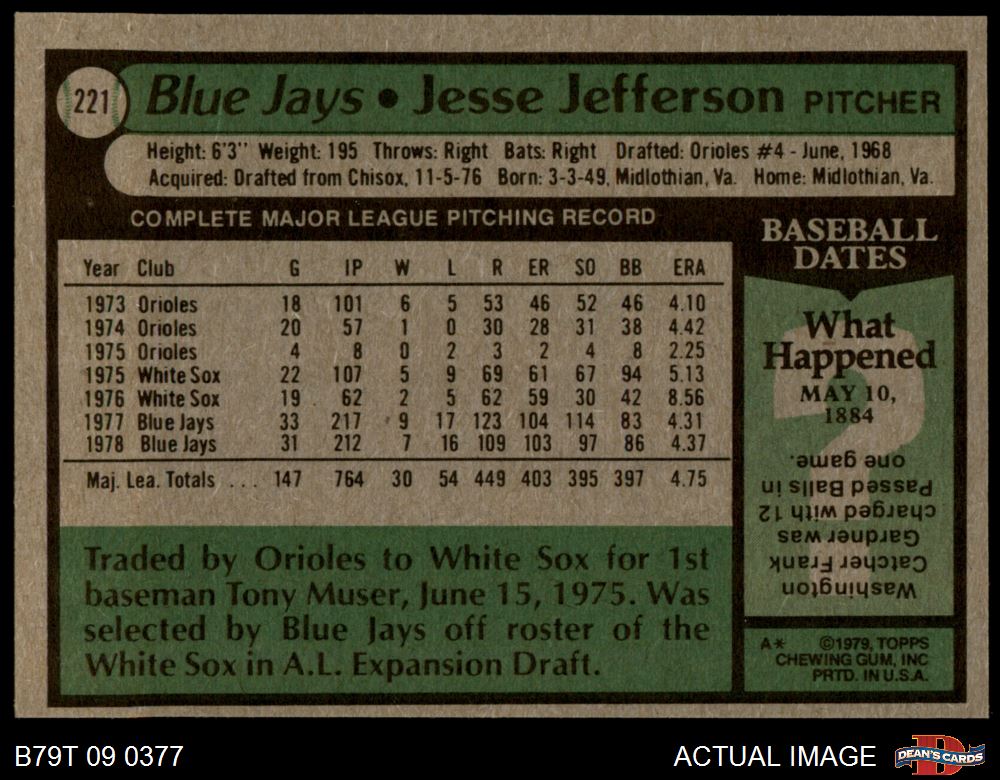 221 Blue Jays • Jesse Jefferson PITCHER
Height: 6'3" Weight: 195 Throws: Right Bats: Right Drafted: Orioles #4 - June, 1968
Acquired: Drafted from Chisox, 11-5-76 Born: 3-3-49, Midlothian, Va. Home: Midlothian, Va.
COMPLETE MAJOR LEAGUE PITCHING RECORD
Year Club G IP W L R ER SO BB ERA
1973 Orioles 18 101 6 5 53 46 52 46 4.10
1974 Orioles 20 57 1 0 30 28 31 38 4.42
1975 Orioles 4 8 0 2 3 2 4 8 2.25
1975 White Sox 22 107 5 9 69 61 67 94 5.13
1976 White Sox 19 62 2 5 62 59 30 42 8.56
1977 Blue Jays 33 217 9 17 123 104 114 83 4.31
1978 Blue Jays 31 212 7 16 109 103 97 86 4.37
Maj. Lea. Totals ... 147 764 30 54 449 403 395 397 4.75
Traded by Orioles to White Sox for 1st
baseman Tony Muser, June 15, 1975. Was
selected by Blue Jays off roster of the
White Sox in A.L. Expansion Draft.
BASEBALL
DATES
What
Happened
MAY 10,
1884
?
Washington
Catcher Frank
Gardner was
charged with 12
Passed Balls in
one game.
A* ©1979, TOPPS
CHEWING GUM, INC
PRTD. IN U.S.A.
B79T 09 0377
ACTUAL IMAGE
D
DEAN'S CARDS